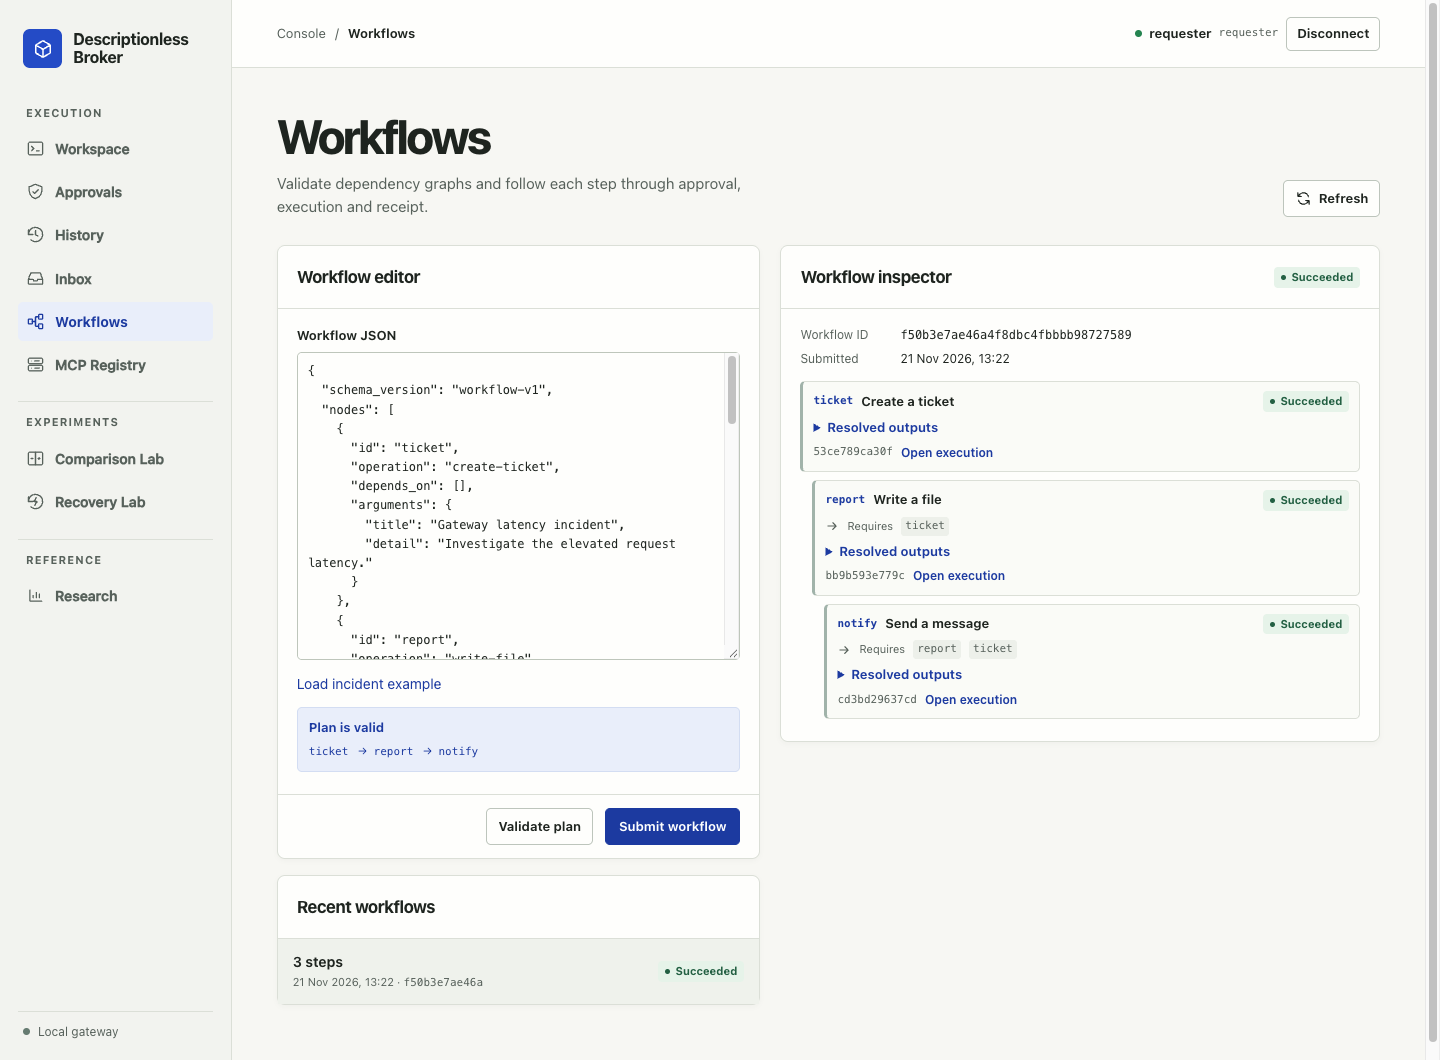 Descriptionless
Broker
EXECUTION
Workspace
Approvals
History
Inbox
Workflows
MCP Registry
EXPERIMENTS
Comparison Lab
Recovery Lab
REFERENCE
Research
Local gateway
Console / Workflows
requester requester Disconnect
Workflows
Validate dependency graphs and follow each step through approval,
execution and receipt.
Refresh
Workflow editor
Workflow JSON
{
"schema_version": "workflow-v1",
"nodes": [
{
"id": "ticket",
"operation": "create-ticket",
"depends_on": [],
"arguments": {
"title": "Gateway latency incident",
"detail": "Investigate the elevated request
latency."
}
},
{
"id": "report",
"operation": "write-file"
Load incident example
Plan is valid
ticket → report → notify
Validate plan Submit workflow
Recent workflows
3 steps
21 Nov 2026, 13:22 · f50b3e7ae46a
Succeeded
Workflow inspector Succeeded
Workflow ID f50b3e7ae46a4f8dbc4fbbbb98727589
Submitted 21 Nov 2026, 13:22
ticket Create a ticket Succeeded
Resolved outputs
53ce789ca30f Open execution
report Write a file Succeeded
→ Requires ticket
Resolved outputs
bb9b593e779c Open execution
notify Send a message Succeeded
→ Requires report ticket
Resolved outputs
cd3bd29637cd Open execution